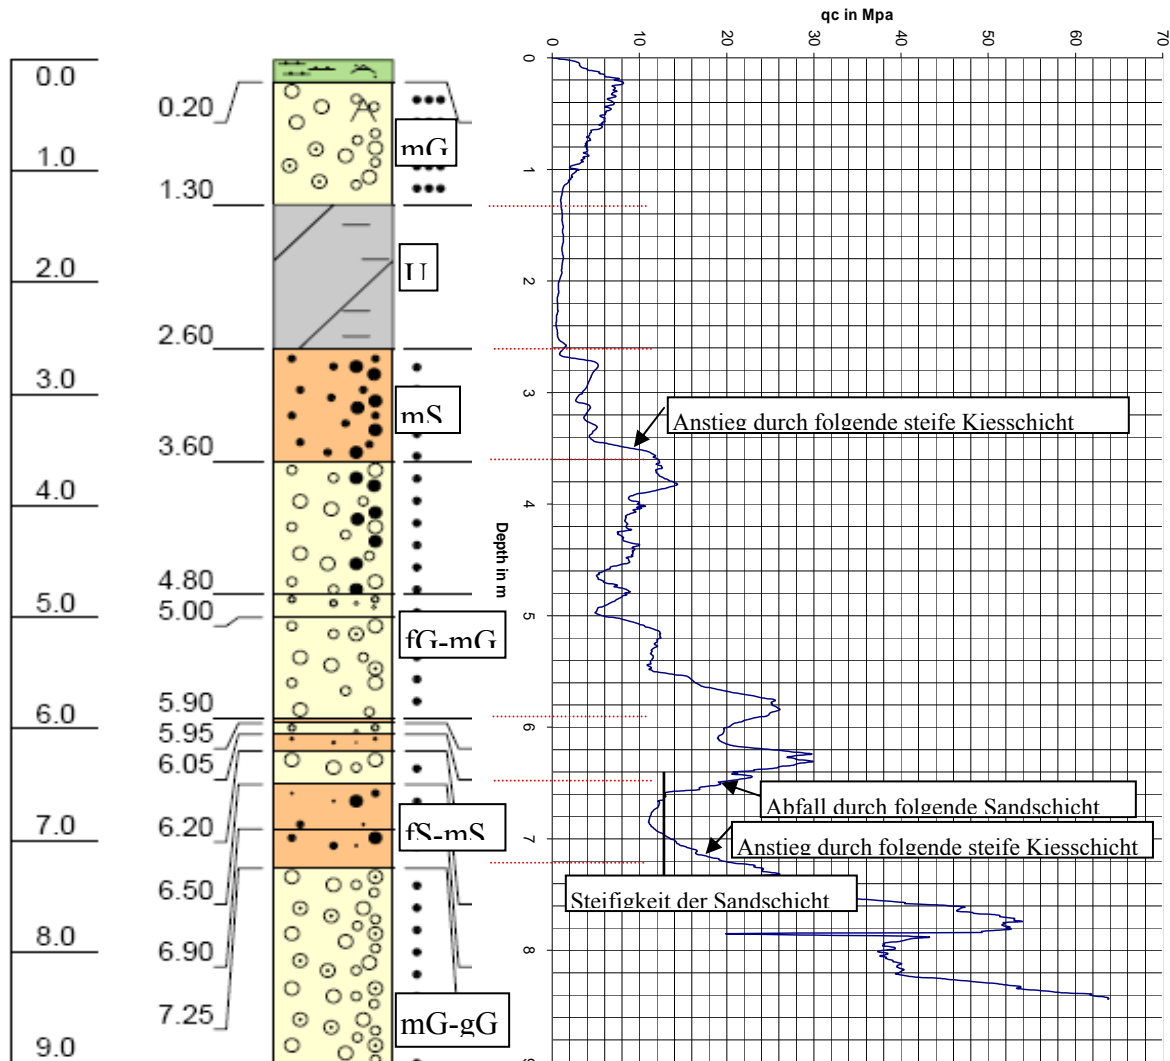 qc in Mpa
0 10 20 30 40 50 60 70
0.0
1.0
2.0
3.0
4.0
5.0
6.0
7.0
8.0
9.0
0.20
1.30
2.60
3.60
4.80
5.00
5.90
5.95
6.05
6.20
6.50
6.90
7.25
mG
U
mS
fG-mG
fS-mS
mG-gG
Depth in m
0
1
2
3
4
5
6
7
8
Anstieg durch folgende steife Kiesschicht
Abfall durch folgende Sandschicht
Anstieg durch folgende steife Kiesschicht
Steifigkeit der Sandschicht